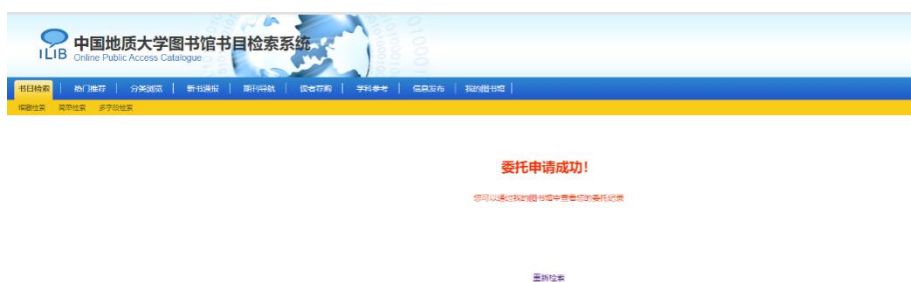 中国地质大学图书馆书目检索系统
ILIB Online Public Access Catalogue
书目检索 热门推荐 分类浏览 新书通报 期刊导航 读者荐购 学科参考 信息发布 我的图书馆
馆藏检索 简单检索 多字段检索
委托申请成功！
您可以通过我的图书馆中查看您的委托记录
重新检索